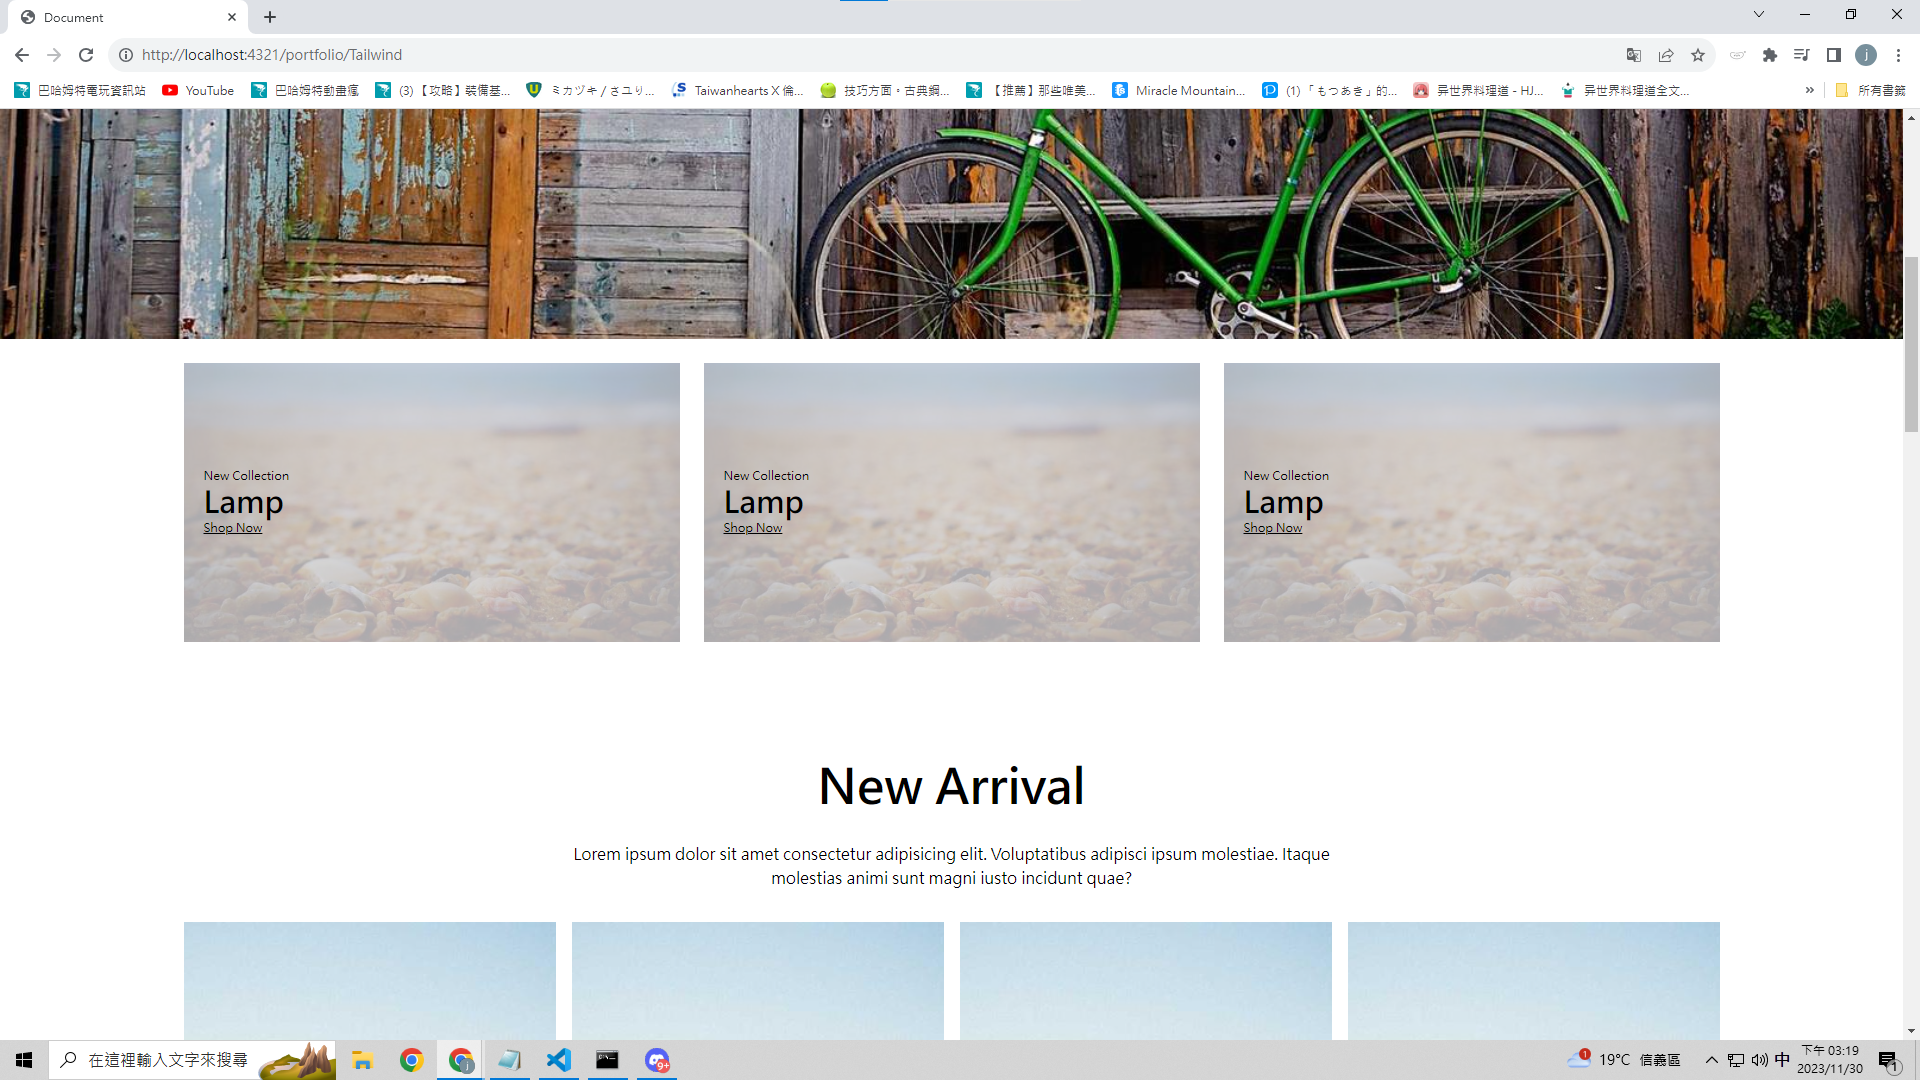 Document
http://localhost:4321/portfolio/Tailwind
j
巴哈姆特電玩資訊站
YouTube
巴哈姆特動畫瘋
(3)【攻略】裝備基...
ミカヅキ / さユり...
Taiwanhearts X 倫...
技巧方面。古典鋼...
【推薦】那些唯美...
Miracle Mountain...
(1)「もつあき」的...
异世界料理道 - HJ...
异世界料理道全文...
所有書籤
New Collection
Lamp
Shop Now
New Collection
Lamp
Shop Now
New Collection
Lamp
Shop Now
New Arrival
Lorem ipsum dolor sit amet consectetur adipisicing elit. Voluptatibus adipisci ipsum molestiae. Itaque
molestias animi sunt magni iusto incidunt quae?
在這裡輸入文字來搜尋
j
9+
1
19°C 信義區
中
下午 03:19
2023/11/30
1